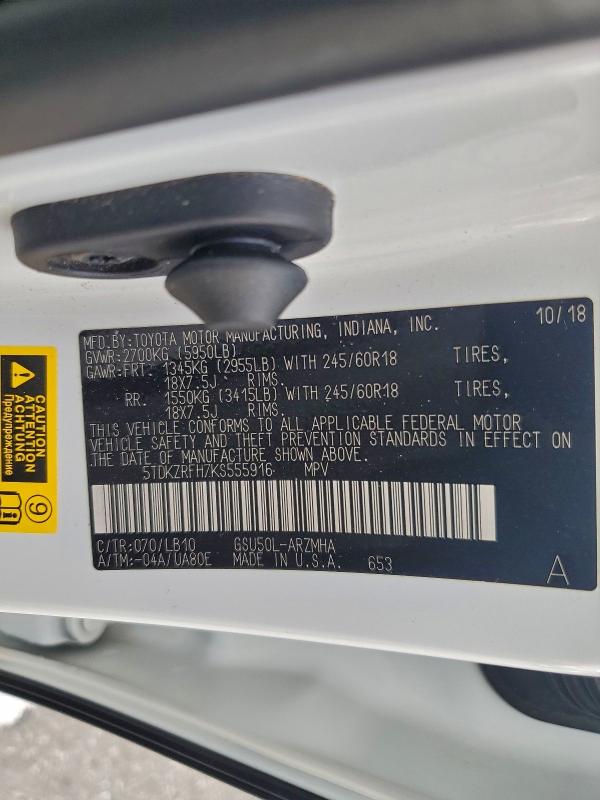 MFD.BY:TOYOTA MOTOR MANUFACTURING, INDIANA, INC. 10/18
GVWR:2700KG (5950LB)
GAWR:FRT. 1345KG (2955LB) WITH 245/60R18 TIRES,
18X7.5J RIMS.
RR. 1550KG (3415LB) WITH 245/60R18 TIRES,
18X7.5J RIMS.
THIS VEHICLE CONFORMS TO ALL APPLICABLE FEDERAL MOTOR
VEHICLE SAFETY AND THEFT PREVENTION STANDARDS IN EFFECT ON
THE DATE OF MANUFACTURE SHOWN ABOVE.
5TDKZRFH7KS555916 MPV
C/TR:070/LB10 GSU50L-ARZMHA
A/TM:-04A/UA80E MADE IN U.S.A. 653 A
CAUTION
ATTENTION
ACHTUNG
Предупреждение
9